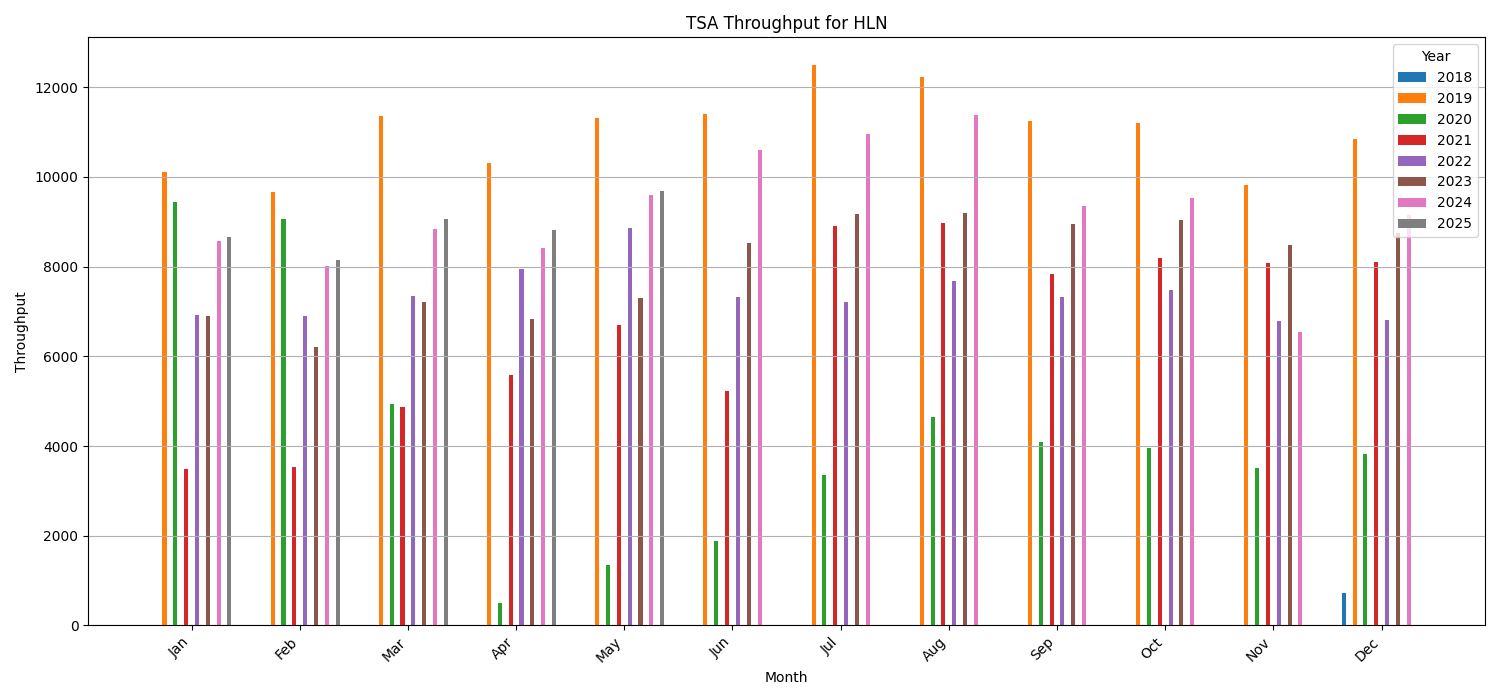 TSA Throughput for HLN
Throughput
12000
10000
8000
6000
4000
2000
0
Jan
Feb
Mar
Apr
May
Jun
Jul
Aug
Sep
Oct
Nov
Dec
Month
Year
2018
2019
2020
2021
2022
2023
2024
2025